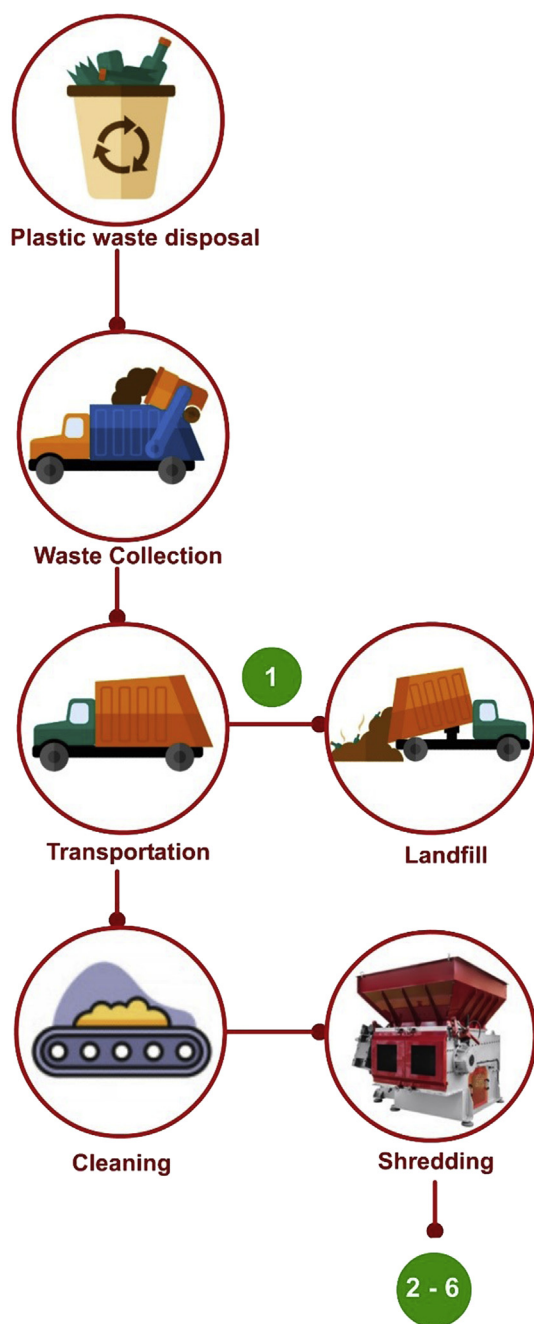 Plastic waste disposal
Waste Collection
1
Transportation
Landfill
Cleaning
Shredding
2 - 6